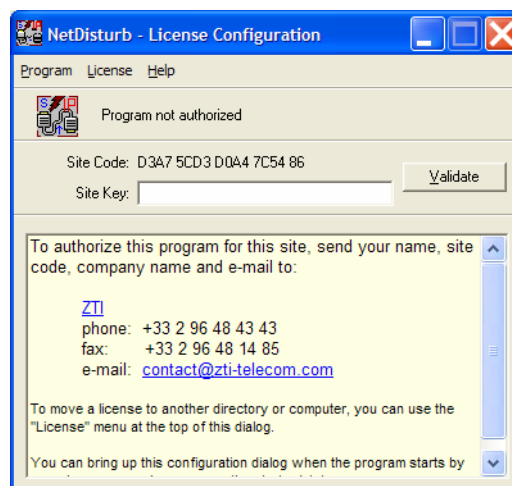 NetDisturb - License Configuration
Program License Help
Program not authorized
Site Code: D3A7 5CD3 D0A4 7C54 86
Validate
Site Key:
To authorize this program for this site, send your name, site
code, company name and e-mail to:
ZTI
phone: +33 2 96 48 43 43
fax: +33 2 96 48 14 85
e-mail: contact@zti-telecom.com
To move a license to another directory or computer, you can use the
"License" menu at the top of this dialog.
You can bring up this configuration dialog when the program starts by